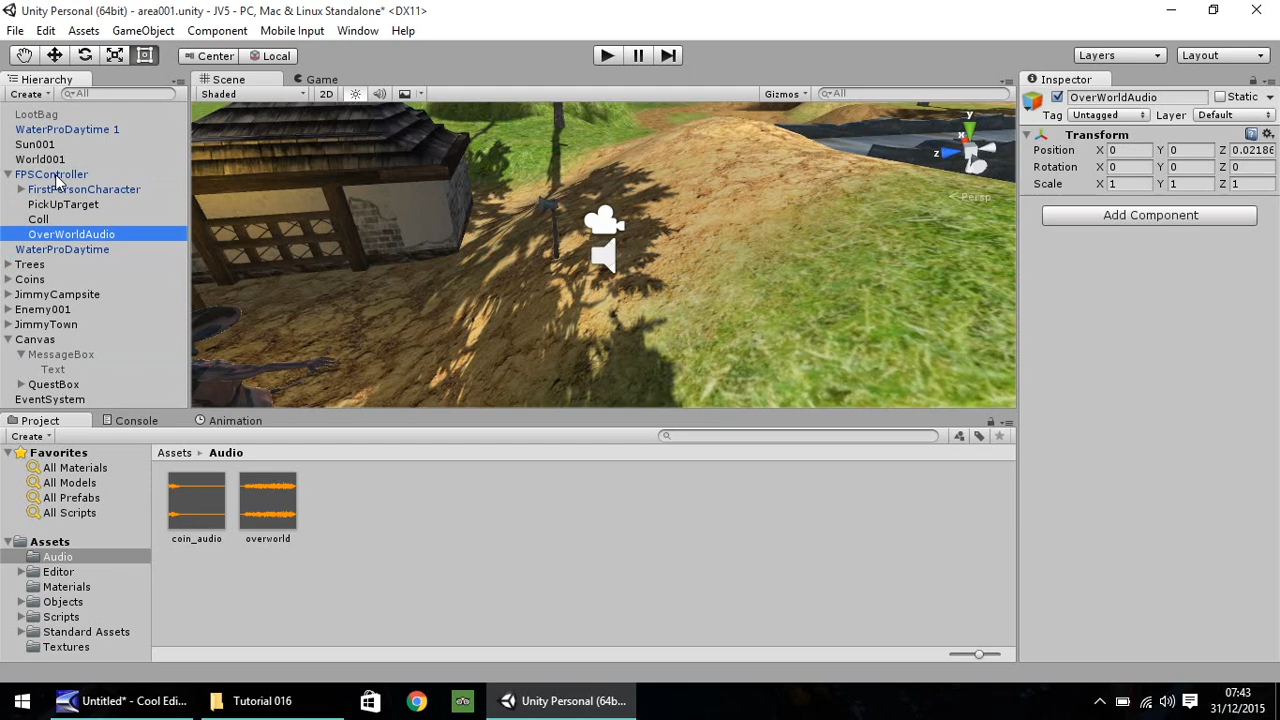 Unity Personal (64bit) - area001.unity - JV5 - PC, Mac & Linux Standalone* <DX11>
File Edit Assets GameObject Component Mobile Input Window Help
Center Local Layers Layout
Hierarchy
Create All
LootBag
WaterProDaytime 1
Sun001
World001
FPSController
FirstPersonCharacter
PickUpTarget
Coll
OverWorldAudio
WaterProDaytime
Trees
Coins
JimmyCampsite
Enemy001
JimmyTown
Canvas
MessageBox
Text
QuestBox
EventSystem
Scene Game
Shaded 2D Gizmos All
y
x
z
Persp
Inspector
OverWorldAudio Static
Tag Untagged Layer Default
Transform
Position X 0 Y 0 Z 0.02186
Rotation X 0 Y 0 Z 0
Scale X 1 Y 1 Z 1
Add Component
Project Console Animation
Create
Favorites
All Materials
All Models
All Prefabs
All Scripts
Assets
Audio
Editor
Materials
Objects
Scripts
Standard Assets
Textures
Assets Audio
coin_audio overworld
Untitled* - Cool Edi... Tutorial 016 Unity Personal (64b...
07:43
31/12/2015